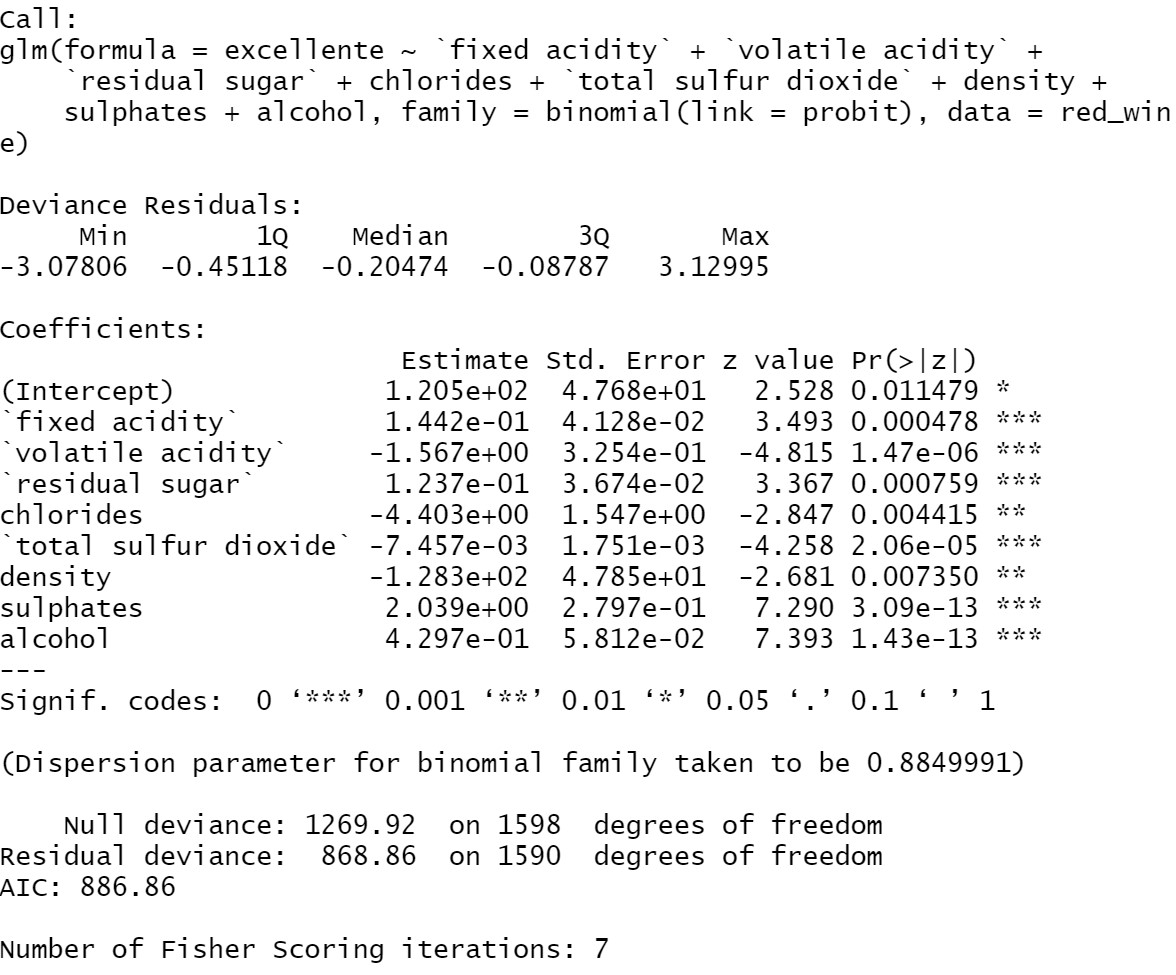 Call:
glm(formula = excellente ~ `fixed acidity` + `volatile acidity` +
    `residual sugar` + chlorides + `total sulfur dioxide` + density +
    sulphates + alcohol, family = binomial(link = probit), data = red_win
e)

Deviance Residuals:
     Min        1Q    Median        3Q       Max
-3.07806  -0.45118  -0.20474  -0.08787   3.12995

Coefficients:
                         Estimate Std. Error z value Pr(>|z|)
(Intercept)             1.205e+02  4.768e+01   2.528 0.011479 *
`fixed acidity`         1.442e-01  4.128e-02   3.493 0.000478 ***
`volatile acidity`     -1.567e+00  3.254e-01  -4.815 1.47e-06 ***
`residual sugar`        1.237e-01  3.674e-02   3.367 0.000759 ***
chlorides              -4.403e+00  1.547e+00  -2.847 0.004415 **
`total sulfur dioxide` -7.457e-03  1.751e-03  -4.258 2.06e-05 ***
density                -1.283e+02  4.785e+01  -2.681 0.007350 **
sulphates               2.039e+00  2.797e-01   7.290 3.09e-13 ***
alcohol                 4.297e-01  5.812e-02   7.393 1.43e-13 ***
---
Signif. codes:  0 ‘***’ 0.001 ‘**’ 0.01 ‘*’ 0.05 ‘.’ 0.1 ‘ ’ 1

(Dispersion parameter for binomial family taken to be 0.8849991)

    Null deviance: 1269.92  on 1598  degrees of freedom
Residual deviance:  868.86  on 1590  degrees of freedom
AIC: 886.86

Number of Fisher Scoring iterations: 7